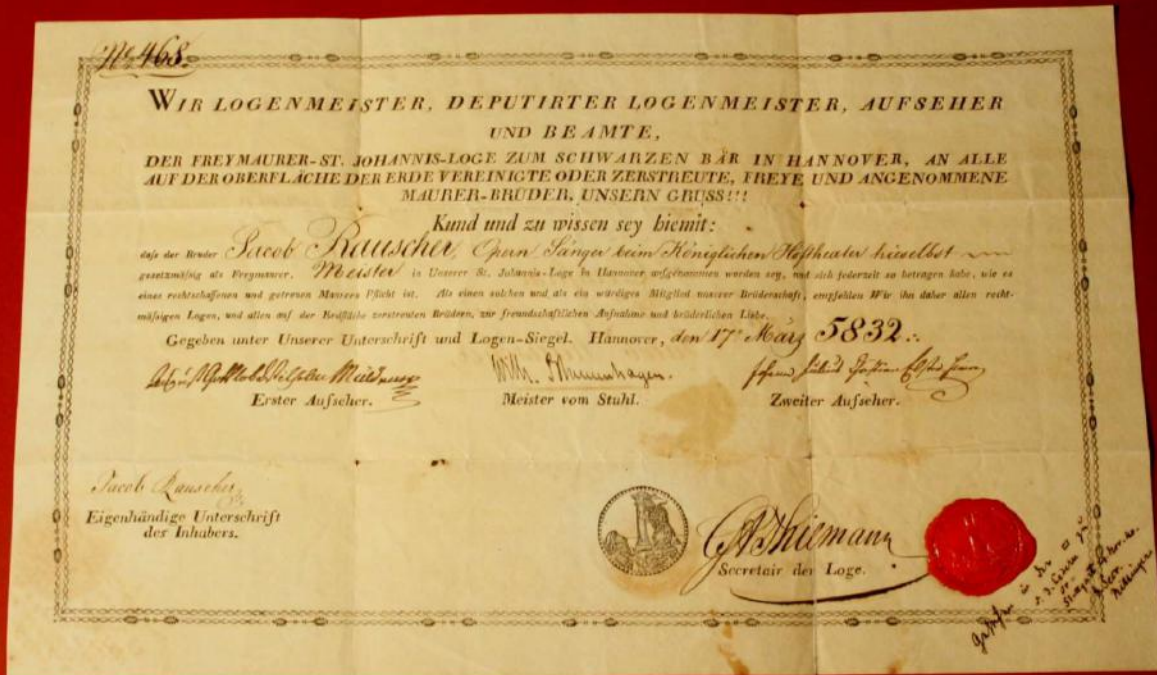 No 468.
WIR LOGENMEISTER, DEPUTIRTER LOGENMEISTER, AUFSEHER
UND BEAMTE,
DER FREYMAURER-ST. JOHANNIS-LOGE ZUM SCHWARZEN BÄR IN HANNOVER, AN ALLE
AUF DER OBERFLÄCHE DER ERDE VEREINIGTE ODER ZERSTREUTE, FREYE UND ANGENOMMENE
MAURER-BRÜDER, UNSERN GRUSS!!!
Kund und zu wissen sey hiemit:
daſs der Bruder Jacob Rauscher, Opern Sänger beim Königlichen Hoftheater hieselbst
gesetzmäſsig als Freymaurer, Meister in Unserer St. Johannis-Loge in Hannover aufgenommen worden sey, und sich jederzeit so betragen habe, wie es
eines rechtschaffenen und getreuen Maurers Pflicht ist. Als einen solchen und als ein würdiges Mitglied unserer Brüderschaft, empfehlen Wir ihn daher allen recht-
mäſsigen Logen, und allen auf der Erdfläche zerstreuten Brüdern, zur freundschaftlichen Aufnahme und brüderlichen Liebe.
Gegeben unter Unserer Unterschrift und Logen-Siegel. Hannover, den 17t März 5832
Wilh. Blumenhagen.
Erster Aufseher. Meister vom Stuhl. Zweiter Aufseher.
Jacob Rauscher
Eigenhändige Unterschrift
des Inhabers.
Thiemann
Secretair der Loge.